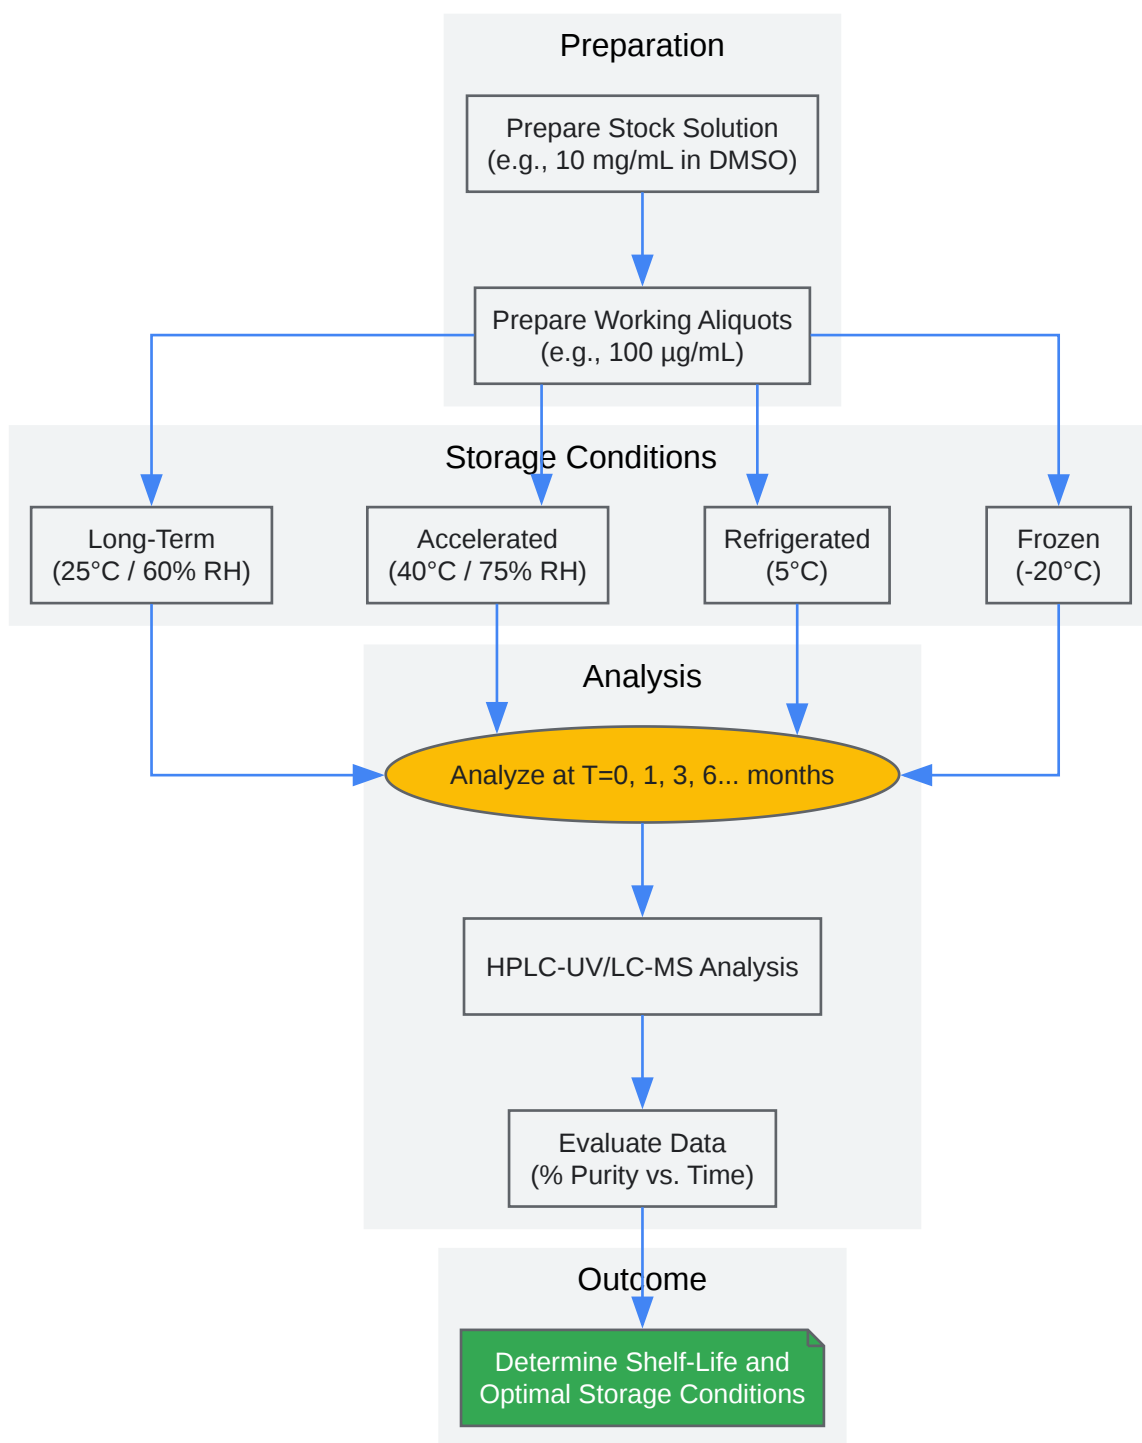 Preparation
Prepare Stock Solution
(e.g., 10 mg/mL in DMSO)
Prepare Working Aliquots
(e.g., 100 µg/mL)
Storage Conditions
Long-Term
(25°C / 60% RH)
Accelerated
(40°C / 75% RH)
Refrigerated
(5°C)
Frozen
(-20°C)
Analysis
Analyze at T=0, 1, 3, 6... months
HPLC-UV/LC-MS Analysis
Evaluate Data
(% Purity vs. Time)
Outcome
Determine Shelf-Life and
Optimal Storage Conditions